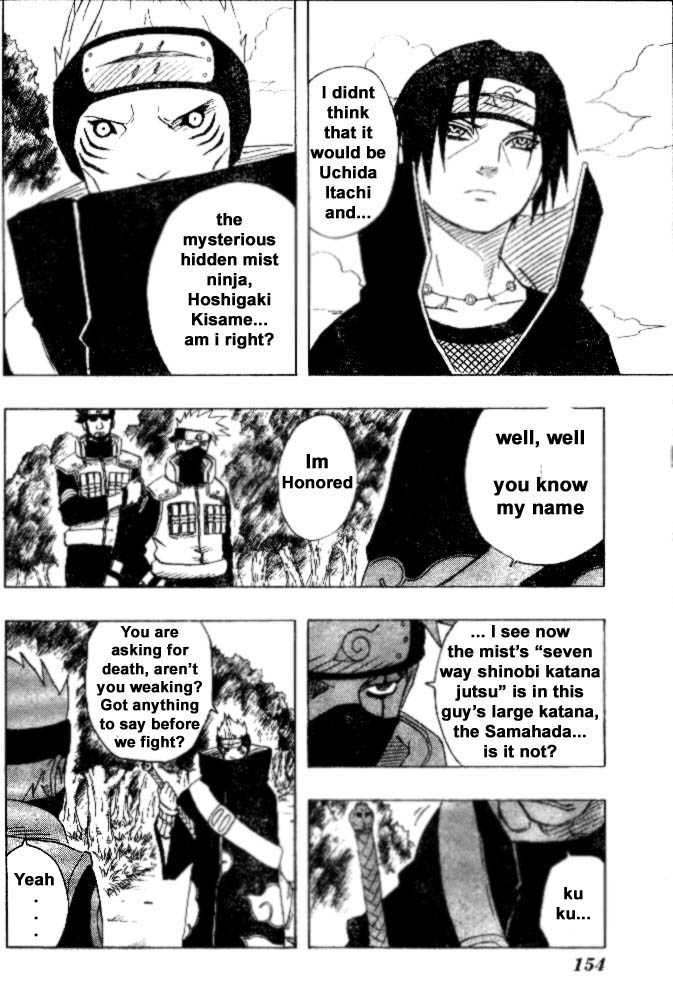 I didnt
think
that it
would be
Uchida
Itachi
and...
the
mysterious
hidden mist
ninja,
Hoshigaki
Kisame...
am i right?
well, well
you know
my name
Im
Honored
... I see now
the mist's "seven
way shinobi katana
jutsu" is in this
guy's large katana,
the Samahada...
is it not?
ku
ku...
You are
asking for
death, aren't
you weaking?
Got anything
to say before
we fight?
Yeah
.
.
.
.
154